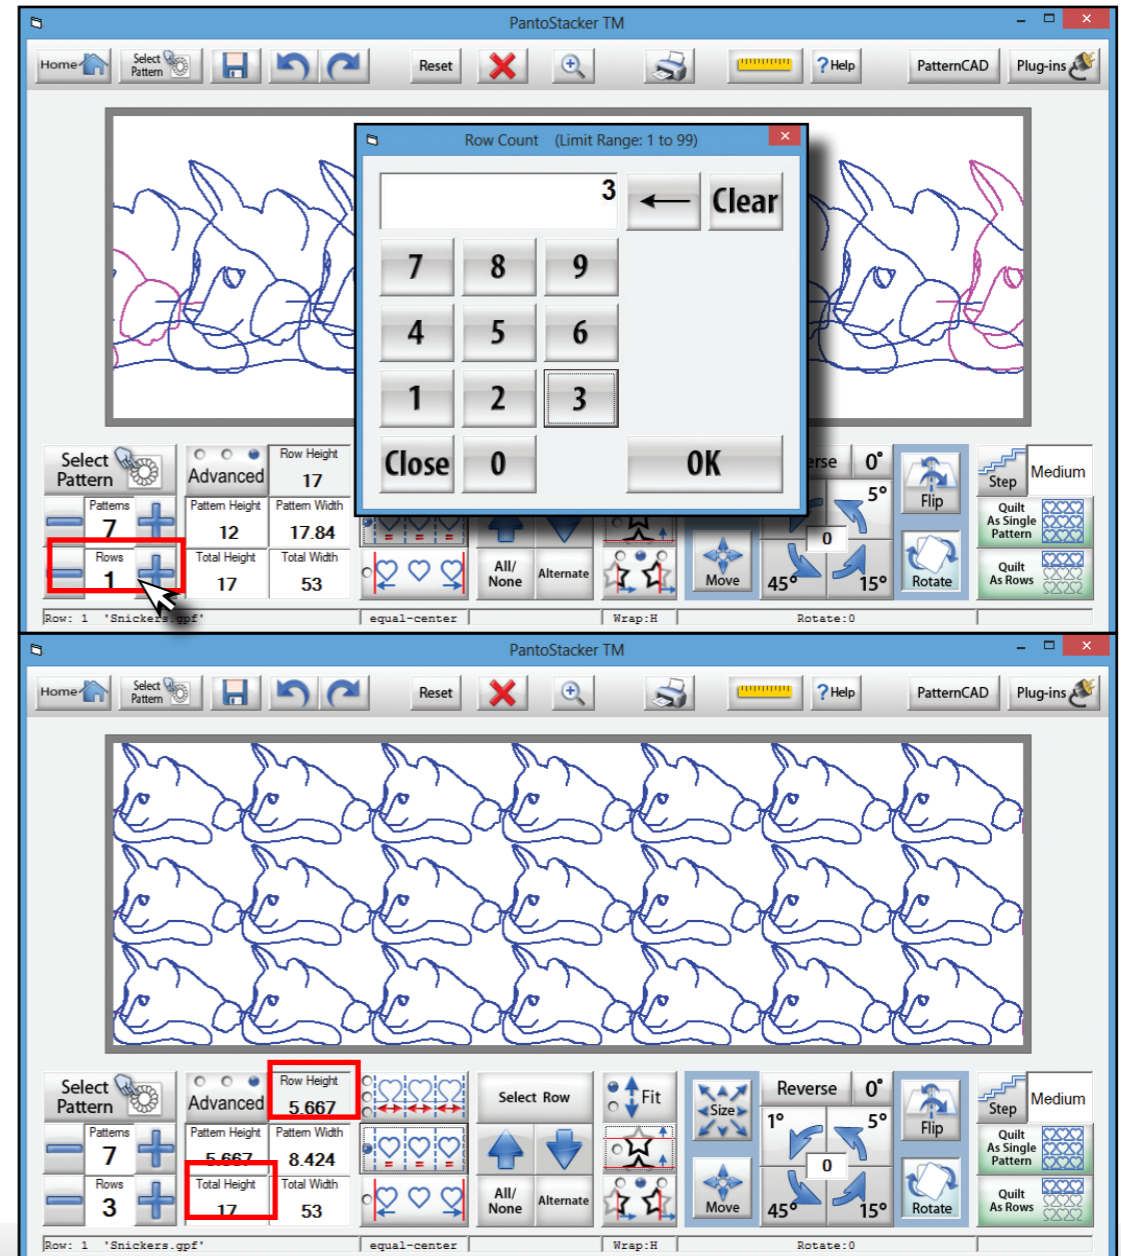 PantoStacker TM
Home
Select Pattern
Reset
?Help
PatternCAD
Plug-ins
Row Count (Limit Range: 1 to 99)
3
Clear
7 8 9
4 5 6
1 2 3
Close 0 OK
Select Pattern
Advanced
Row Height
17
Patterns
7
Pattern Height
12
Pattern Width
17.84
Rows
1
Total Height
17
Total Width
53
All/ None
Alternate
Move
erse
0°
5°
0
45°
15°
Flip
Rotate
Step
Medium
Quilt As Single Pattern
Quilt As Rows
Row: 1 'Snickers.gpf'
equal-center
Wrap:H
Rotate:0
PantoStacker TM
Home
Select Pattern
Reset
?Help
PatternCAD
Plug-ins
Select Pattern
Advanced
Row Height
5.667
Patterns
7
Pattern Height
5.667
Pattern Width
8.424
Rows
3
Total Height
17
Total Width
53
Select Row
All/ None
Alternate
Fit
Size
Move
Reverse
0°
1°
5°
0
45°
15°
Flip
Rotate
Step
Medium
Quilt As Single Pattern
Quilt As Rows
Row: 1 'Snickers.gpf'
equal-center
Wrap:H
Rotate:0